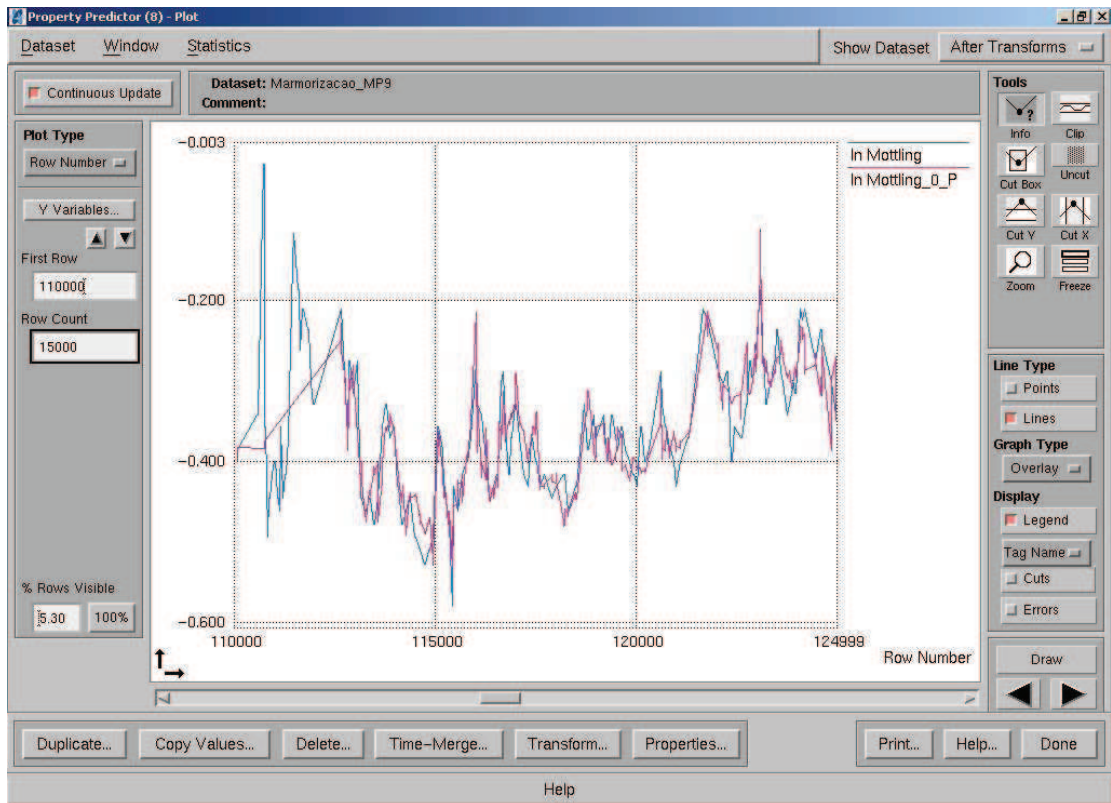 Property Predictor (8) - Plot
Dataset Window Statistics
Show Dataset After Transforms
Continuous Update
Dataset: Marmorizacao_MP9
Comment:
Plot Type
Row Number
Y Variables...
First Row
110000
Row Count
15000
% Rows Visible
5.30 100%
-0.003
-0.200
-0.400
-0.600
110000 115000 120000 124999
Row Number
ln Mottling
ln Mottling_0_P
Tools
Info Clip
Cut Box Uncut
Cut Y Cut X
Zoom Freeze
Line Type
Points
Lines
Graph Type
Overlay
Display
Legend
Tag Name
Cuts
Errors
Draw
Duplicate... Copy Values... Delete... Time-Merge... Transform... Properties...
Print... Help... Done
Help